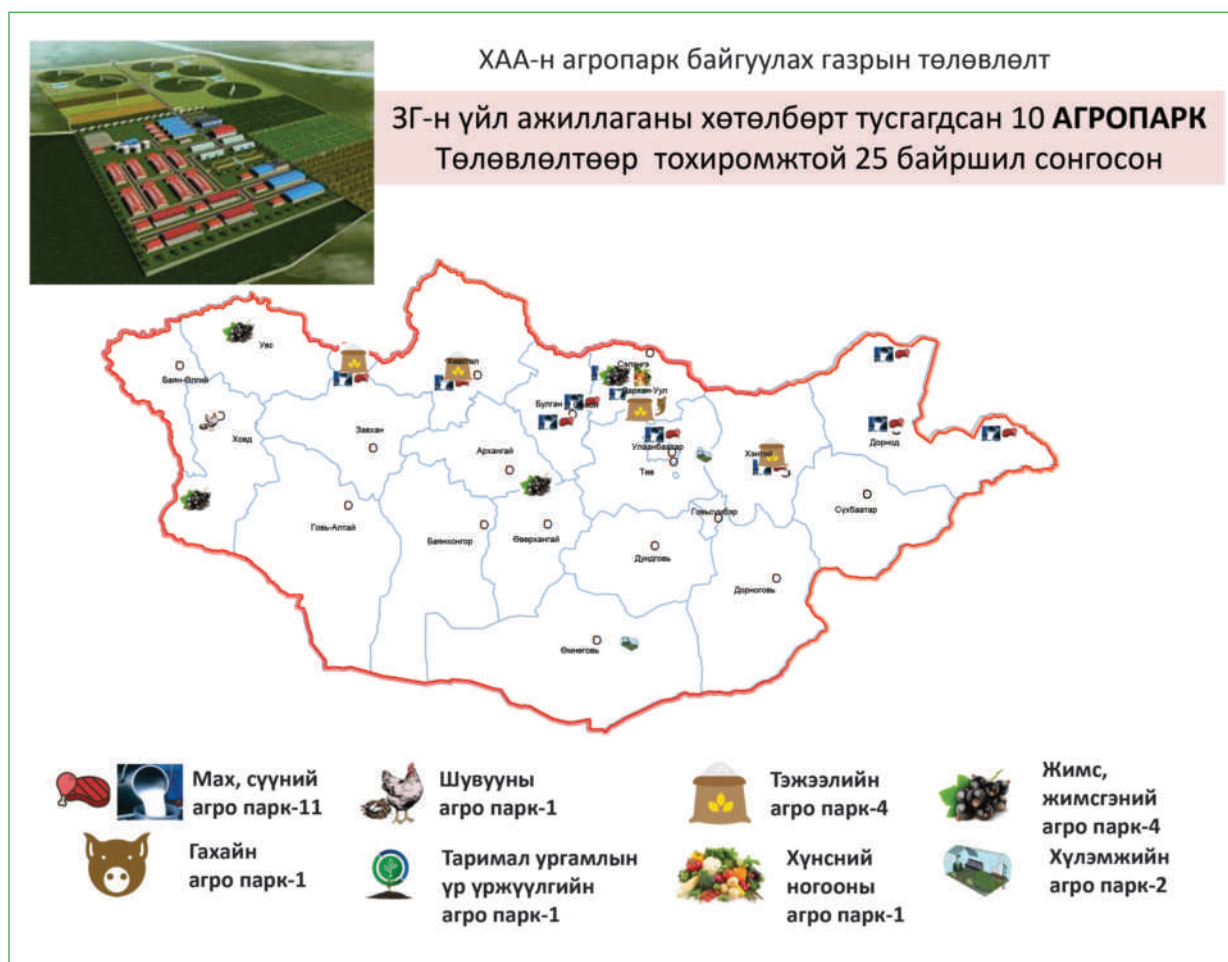 ХАА-н агропарк байгуулах газрын төлөвлөлт
ЗГ-н үйл ажиллаганы хөтөлбөрт тусгагдсан 10 АГРОПАРК
Төлөвлөлтөөр тохиромжтой 25 байршил сонгосон
Увс
Баян-Өлгий
Ховд
Завхан
Говь-Алтай
Архангай
Баянхонгор
Өвөрхангай
Булган
Сэлэнгэ
Дархан-Уул
Улаанбаатар
Төв
Хэнтий
Дорнод
Сүхбаатар
Говьсүмбэр
Дундговь
Дорноговь
Өмнөговь
Мах, сүүний
агро парк-11
Шувууны
агро парк-1
Тэжээлийн
агро парк-4
Жимс,
жимсгэний
агро парк-4
Гахайн
агро парк-1
Таримал ургамлын
үр үржүүлгийн
агро парк-1
Хүнсний
ногооны
агро парк-1
Хүлэмжийн
агро парк-2